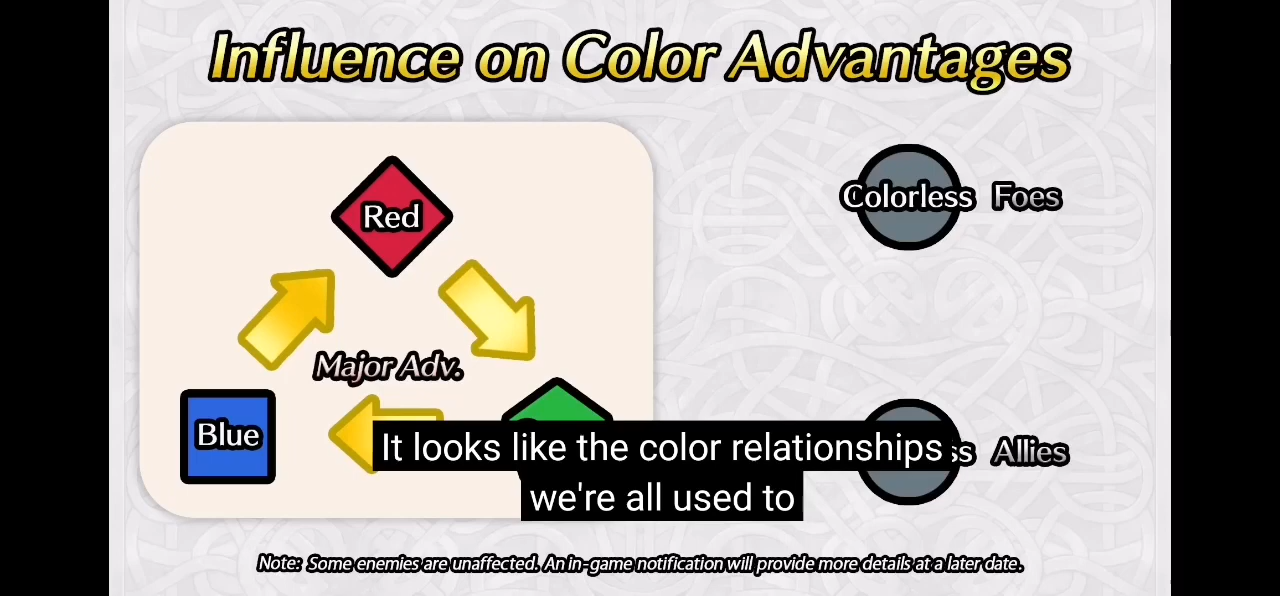 Influence on Color Advantages
Red
Colorless Foes
Major Adv.
Blue
Allies
It looks like the color relationships
we're all used to
Note: Some enemies are unaffected. An in-game notification will provide more details at a later date.